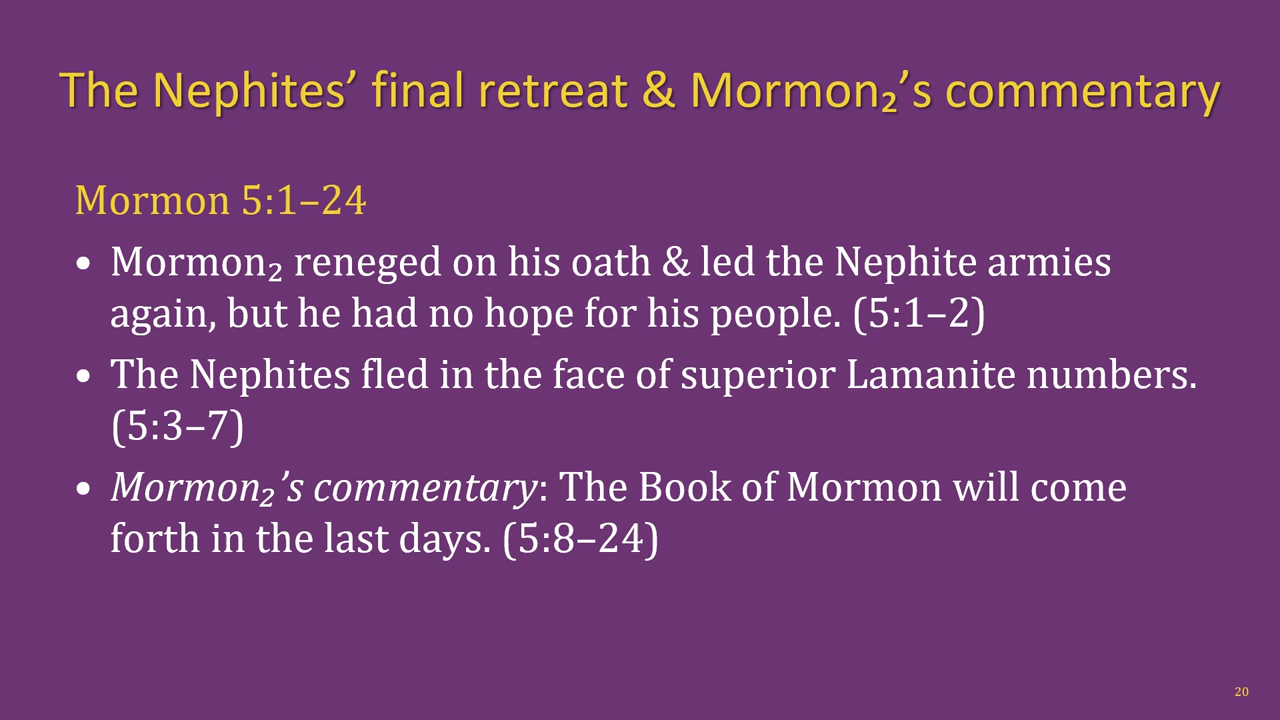 The Nephites’ final retreat & Mormon₂’s commentary
Mormon 5:1–24
• Mormon₂ reneged on his oath & led the Nephite armies
again, but he had no hope for his people. (5:1–2)
• The Nephites fled in the face of superior Lamanite numbers.
(5:3–7)
• Mormon₂’s commentary: The Book of Mormon will come
forth in the last days. (5:8–24)
20